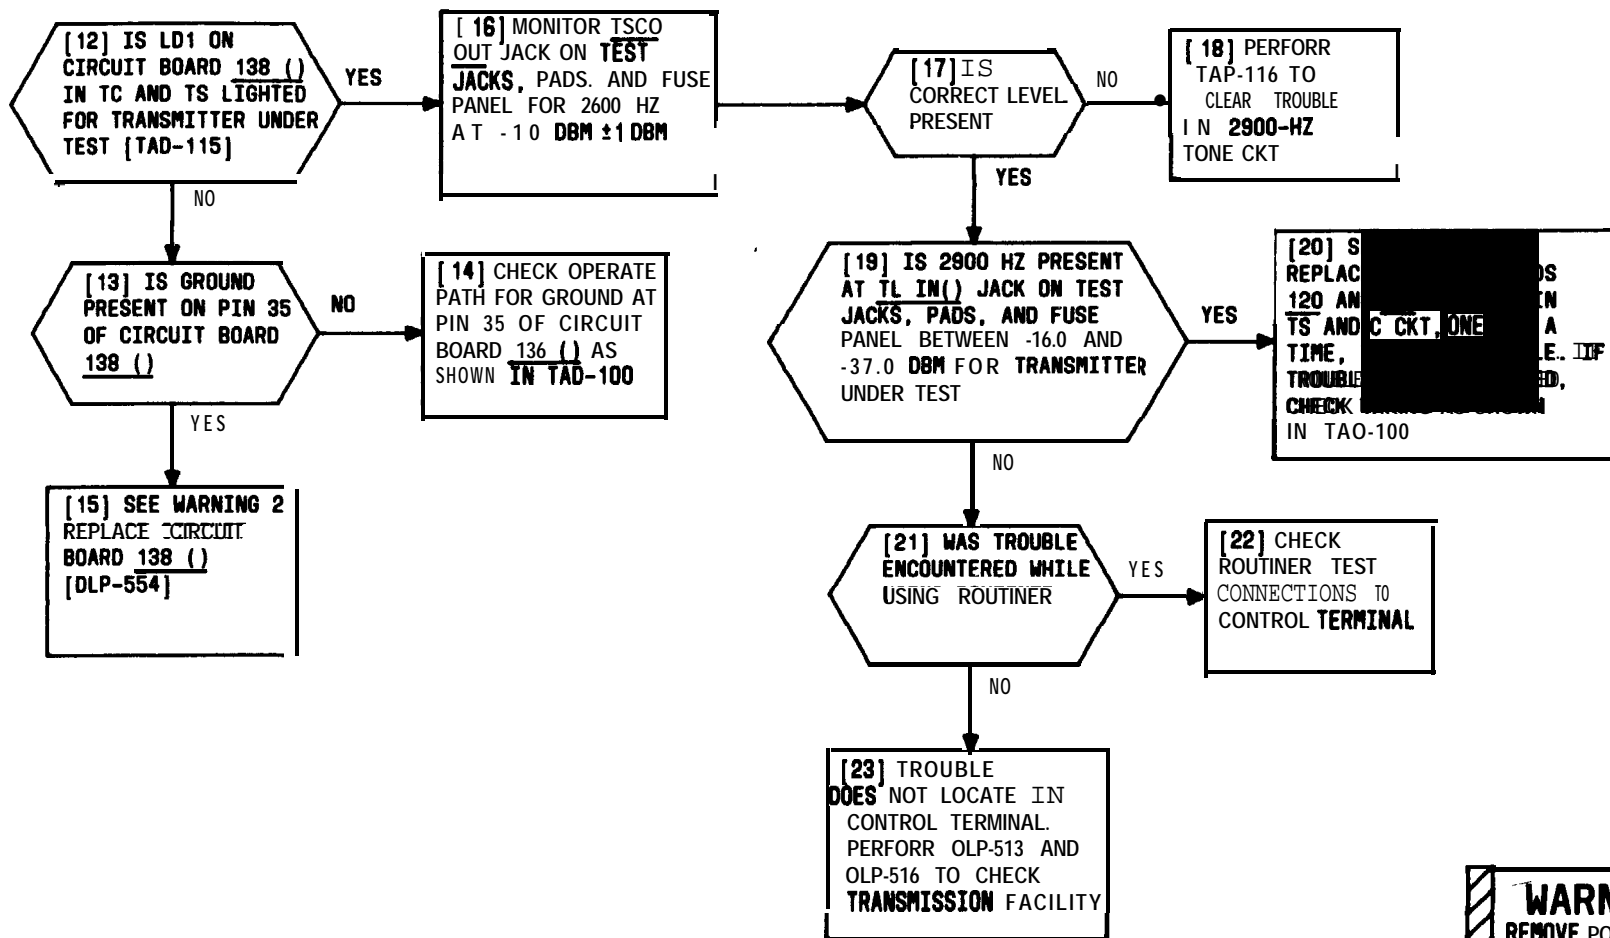 [12] IS LD1 ON
CIRCUIT BOARD 138 ()
IN TC AND TS LIGHTED
FOR TRANSMITTER UNDER
TEST [TAD-115]
YES
NO
[16] MONITOR TSCO
OUT JACK ON TEST
JACKS, PADS. AND FUSE
PANEL FOR 2600 HZ
AT -10 DBM ±1 DBM
[17] IS
CORRECT LEVEL
PRESENT
NO
YES
[18] PERFORR
TAP-116 TO
CLEAR TROUBLE
IN 2900-HZ
TONE CKT
[13] IS GROUND
PRESENT ON PIN 35
OF CIRCUIT BOARD
138 ()
NO
YES
[14] CHECK OPERATE
PATH FOR GROUND AT
PIN 35 OF CIRCUIT
BOARD 136 () AS
SHOWN IN TAD-100
[15] SEE WARNING 2
REPLACE CIRCUIT
BOARD 138 ()
[DLP-554]
[19] IS 2900 HZ PRESENT
AT TL IN() JACK ON TEST
JACKS, PADS, AND FUSE
PANEL BETWEEN -16.0 AND
-37.0 DBM FOR TRANSMITTER
UNDER TEST
YES
NO
[20]
120
TS AND C CKT, ONE A
TIME, IF
CHECK
IN TAO-100
[21] WAS TROUBLE
ENCOUNTERED WHILE
USING ROUTINER
YES
NO
[22] CHECK
ROUTINER TEST
CONNECTIONS TO
CONTROL TERMINAL
[23] TROUBLE
DOES NOT LOCATE IN
CONTROL TERMINAL.
PERFORR OLP-513 AND
OLP-516 TO CHECK
TRANSMISSION FACILITY
WARN
REMOVE PO